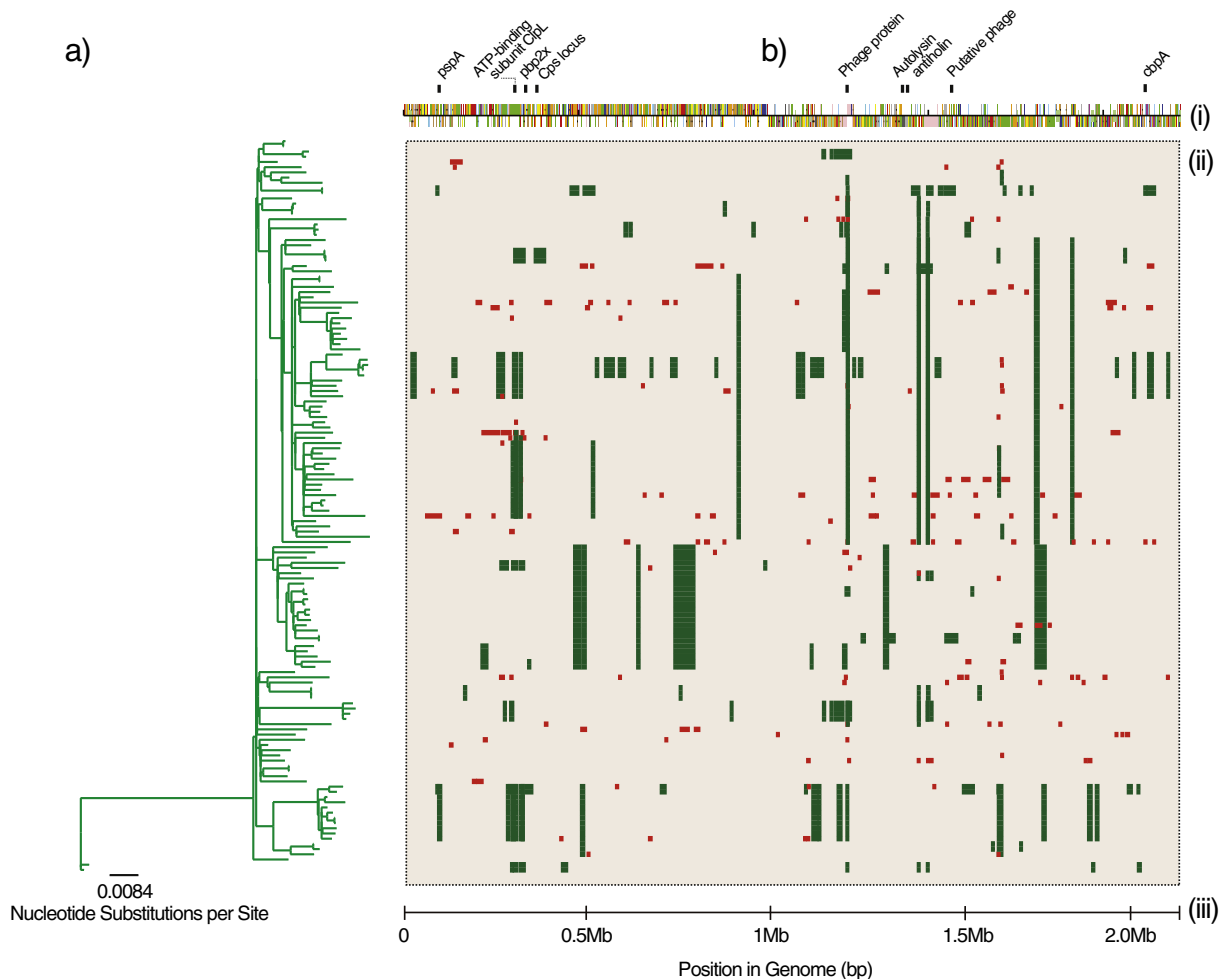 a)
b)
pspA
ATP-binding
subunit ClpL
pbp2x
Cps locus
Phage protein
Autolysin
antiholin
Putative phage
cbpA
(i)
(ii)
0.0084
Nucleotide Substitutions per Site
(iii)
0
0.5Mb
1Mb
1.5Mb
2.0Mb
Position in Genome (bp)